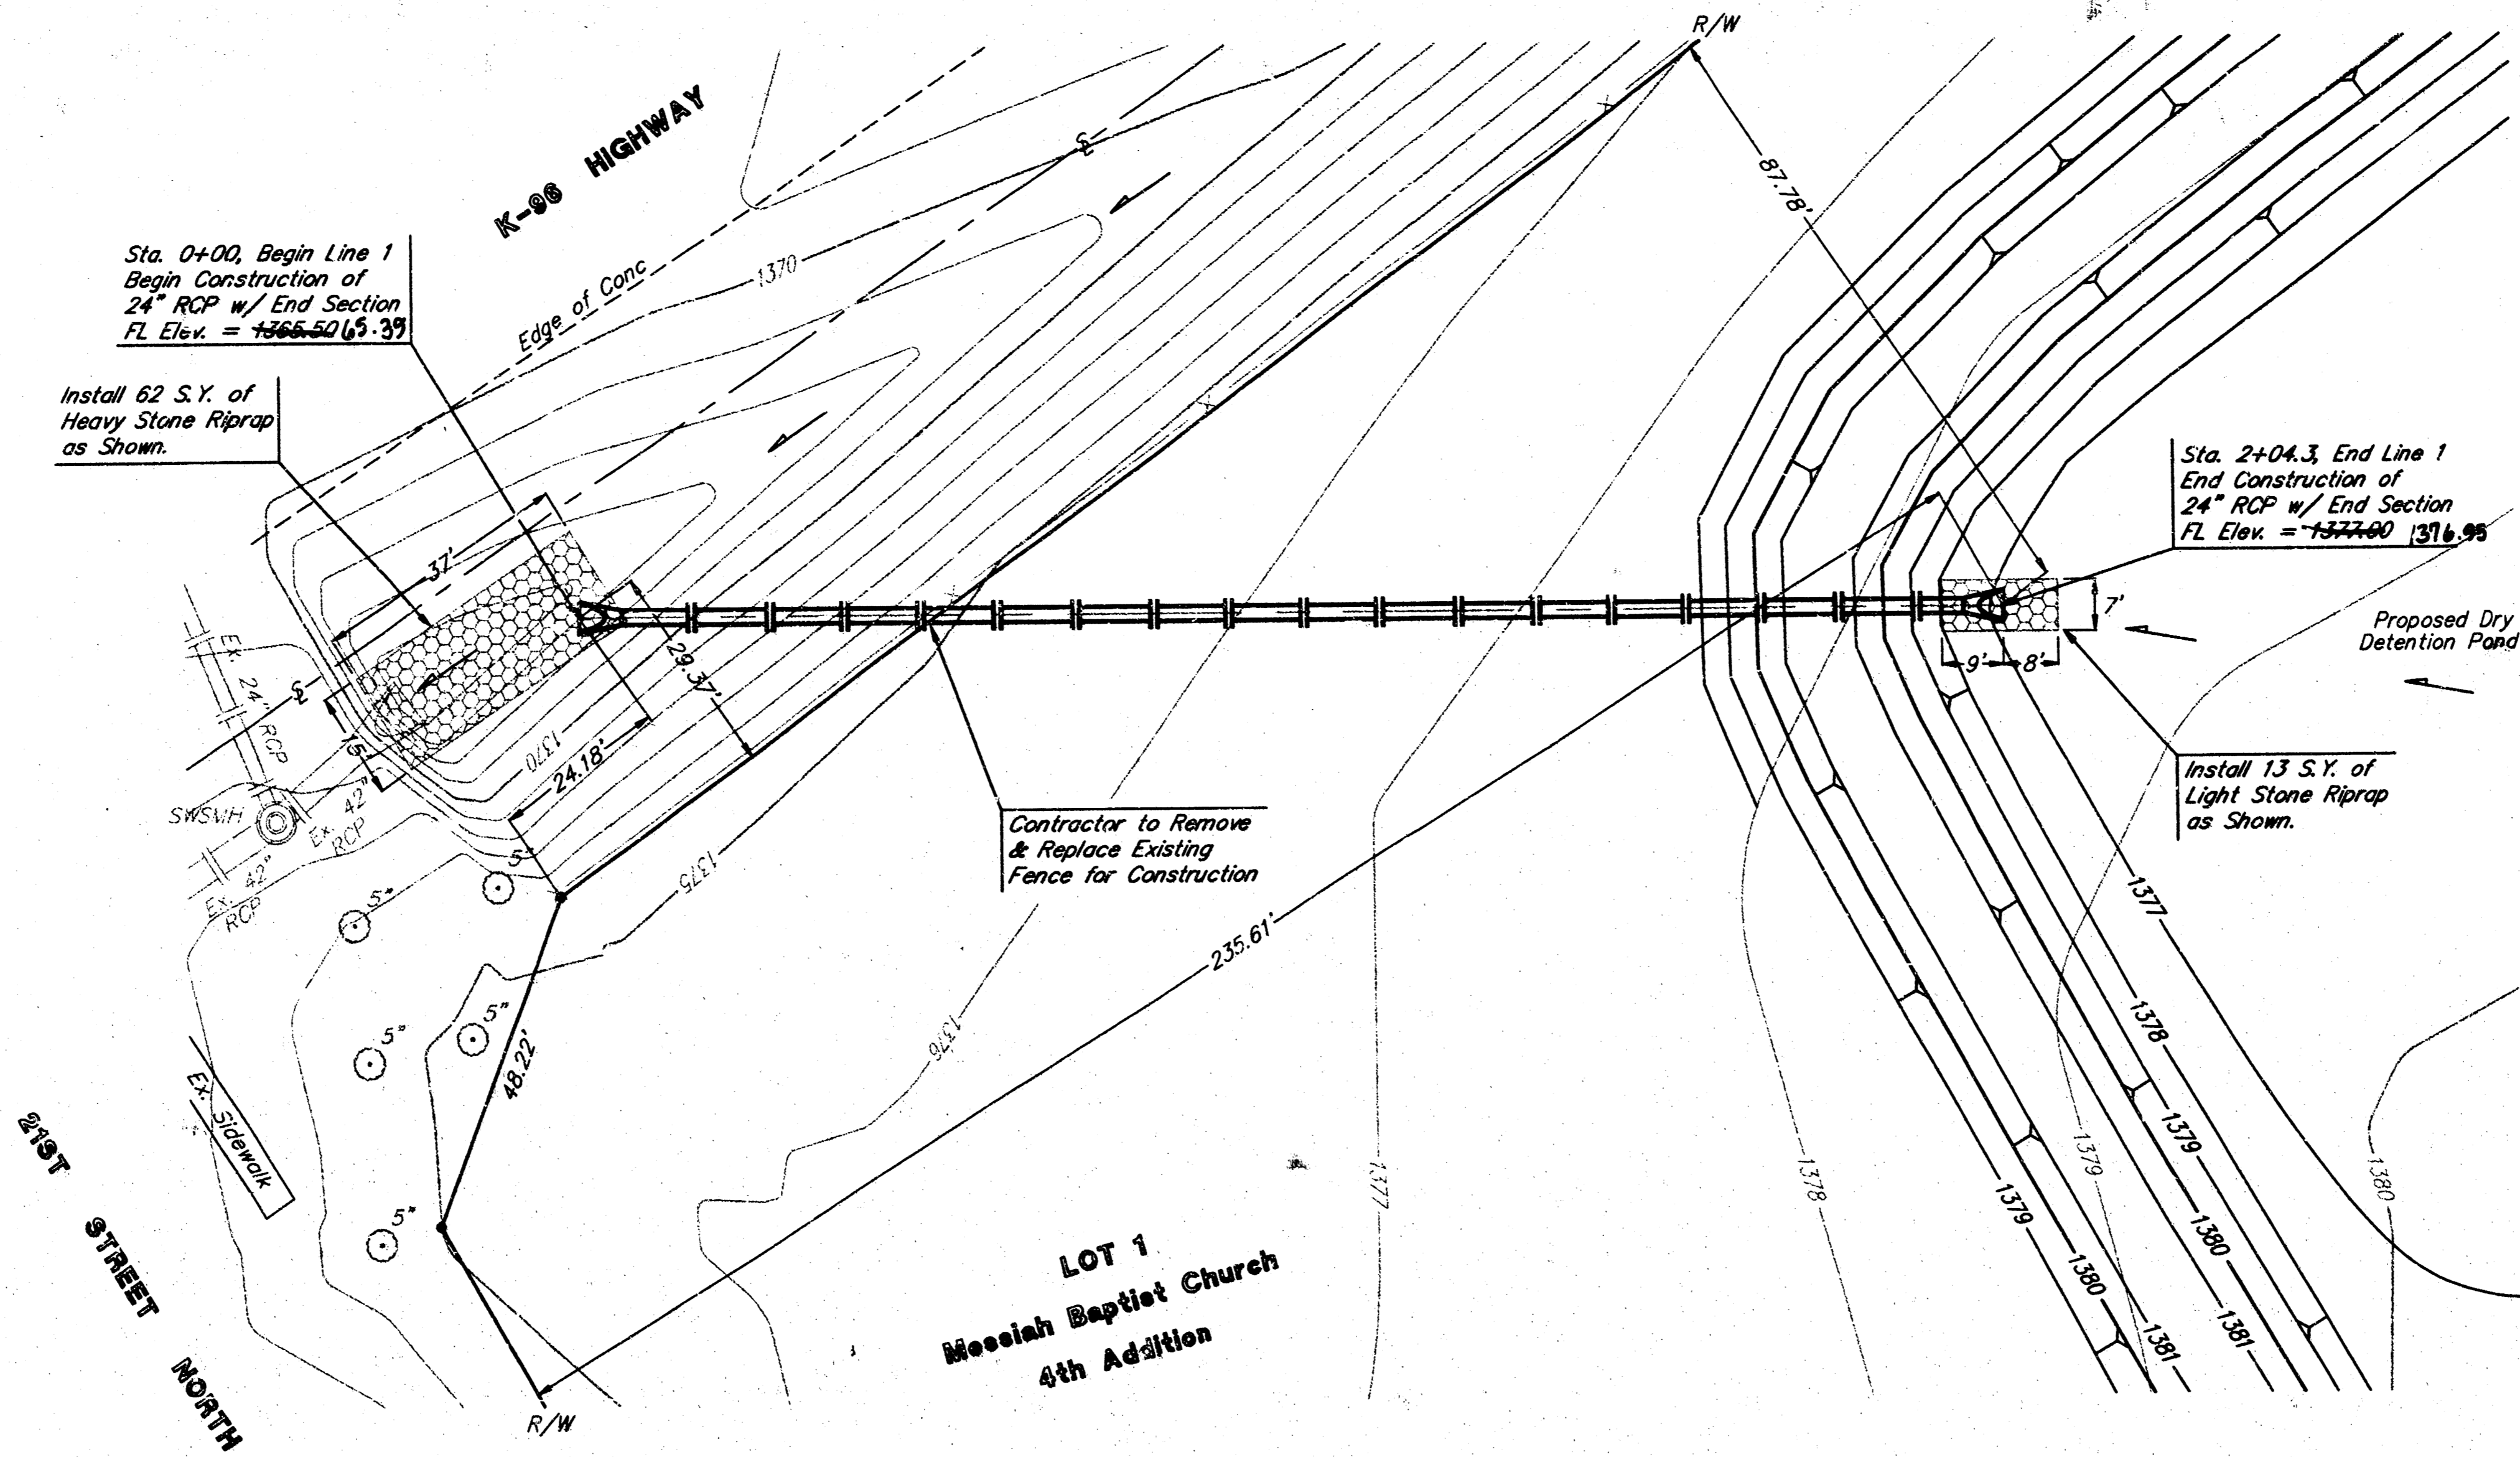 R/W
K-96 HIGHWAY
℄
87.78'
Sta. 0+00, Begin Line 1
Begin Construction of
24" RCP w/ End Section
FL Elev. = 1365.50 65.39
1370
Edge of Conc
Install 62 S.Y. of
Heavy Stone Riprap
as Shown.
Sta. 2+04.3, End Line 1
End Construction of
24" RCP w/ End Section
FL Elev. = 1377.00 1376.95
37'
7'
Proposed Dry
Detention Pond
9'
8'
29.37'
Ex. 24" RCP
℄
15'
1370
24.18'
SWSMH
Ex. 42"
RCP
Ex. 42"
RCP
Contractor to Remove
& Replace Existing
Fence for Construction
Install 13 S.Y. of
Light Stone Riprap
as Shown.
5"
5"
1375
1377
235.61'
5"
5"
48.22'
1376
1378
Ex. Sidewalk
21ST STREET NORTH
5"
1377
1378
1379
1379
1379
1380
1380
1380
1381
1381
LOT 1
Messiah Baptist Church
4th Addition
R/W